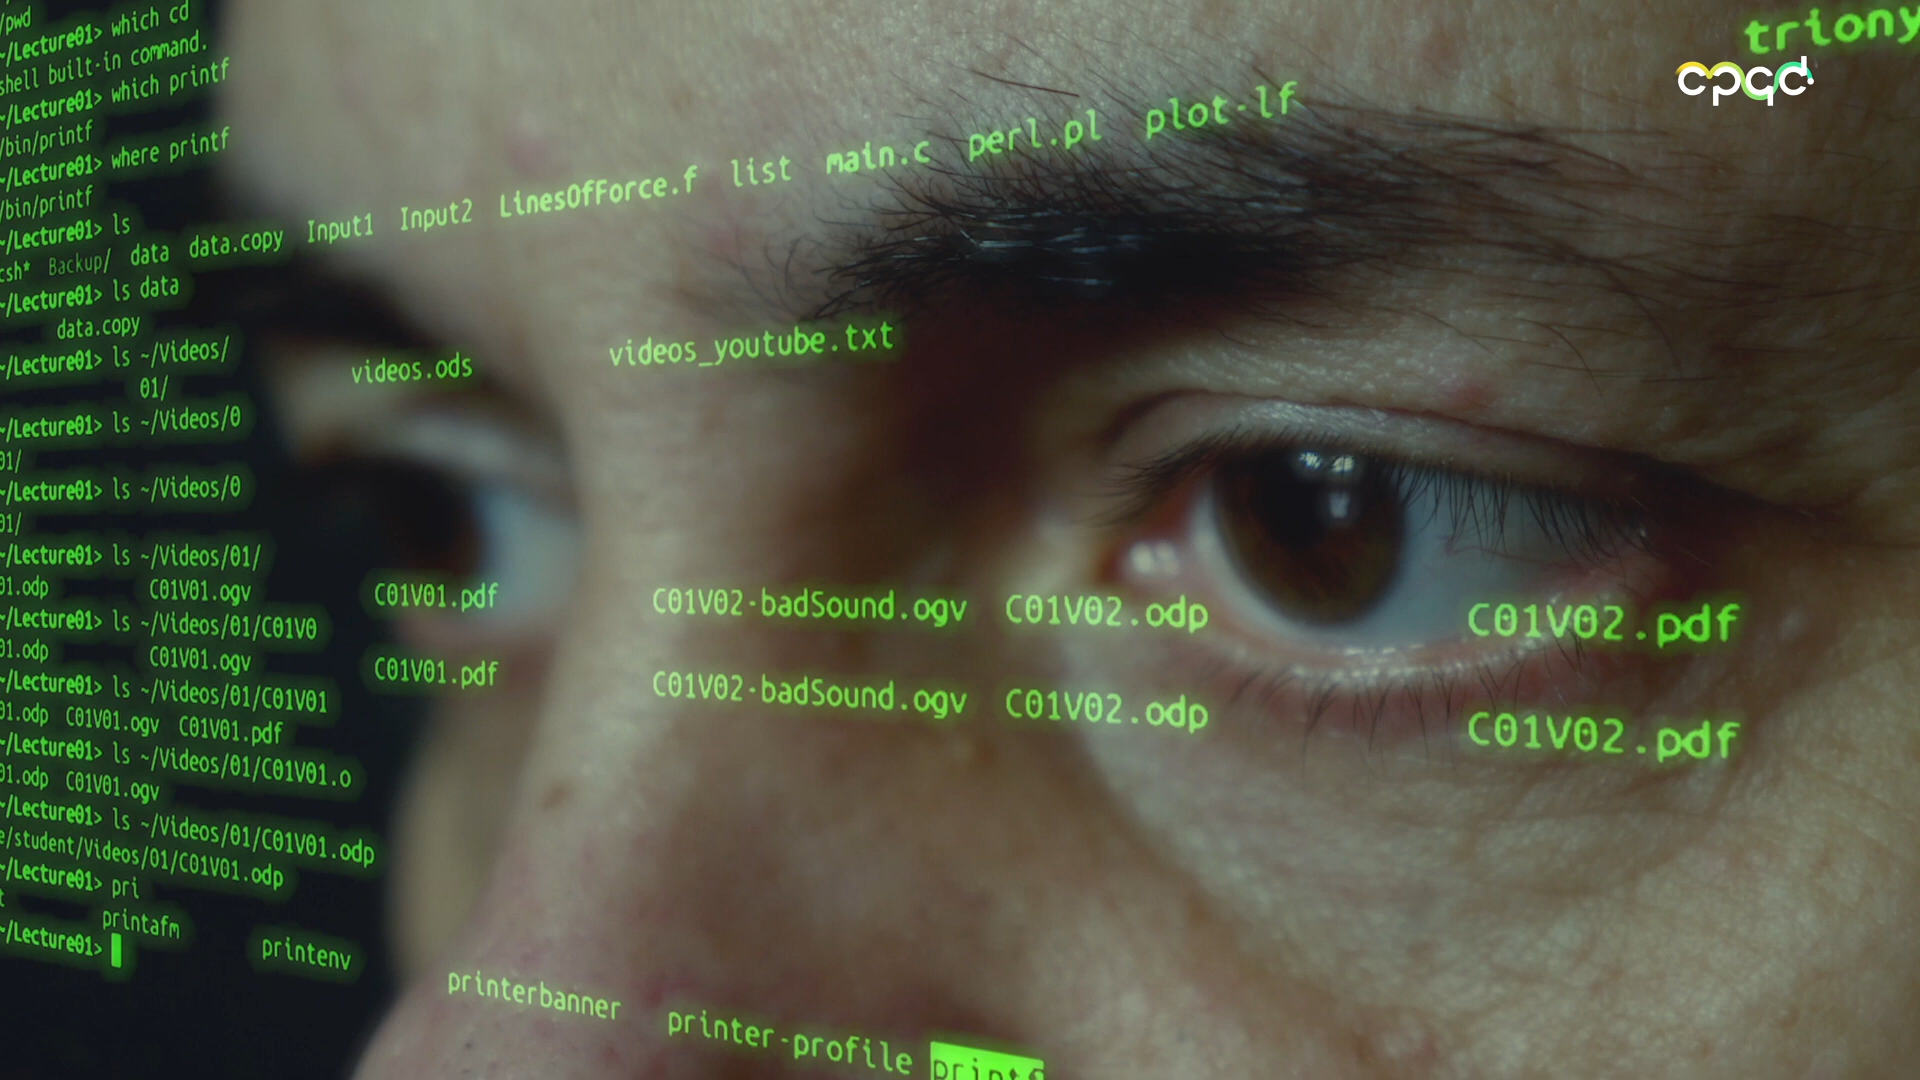 triony
cpqd
/pwd
~/Lecture01> which cd
shell built-in command.
~/Lecture01> which printf
/bin/printf
~/Lecture01> where printf
/bin/printf
~/Lecture01> ls
csh* Backup/ data data.copy Input1 Input2 LinesOfForce.f list main.c perl.pl plot-lf
~/Lecture01> ls data
data.copy
~/Lecture01> ls ~/Videos/
01/ videos.ods videos_youtube.txt
~/Lecture01> ls ~/Videos/0
01/
~/Lecture01> ls ~/Videos/0
01/
~/Lecture01> ls ~/Videos/01/
01.odp C01V01.ogv C01V01.pdf C01V02-badSound.ogv C01V02.odp C01V02.pdf
~/Lecture01> ls ~/Videos/01/C01V0
01.odp C01V01.ogv C01V01.pdf C01V02-badSound.ogv C01V02.odp C01V02.pdf
~/Lecture01> ls ~/Videos/01/C01V01
01.odp C01V01.ogv C01V01.pdf
~/Lecture01> ls ~/Videos/01/C01V01.o
01.odp C01V01.ogv
~/Lecture01> ls ~/Videos/01/C01V01.odp
e/student/Videos/01/C01V01.odp
~/Lecture01> pri
t printafm printenv printerbanner printer-profile printf
~/Lecture01>